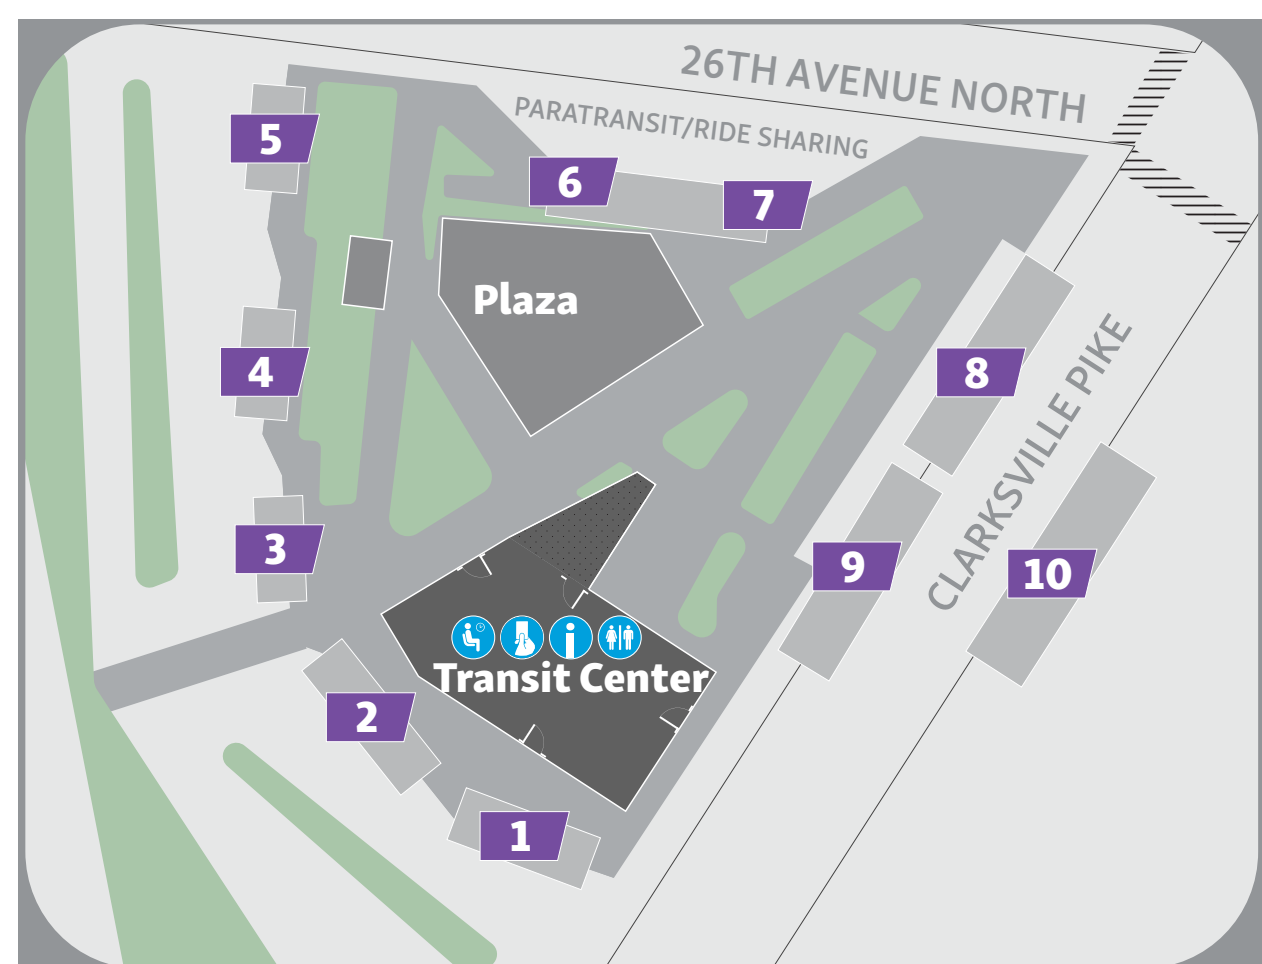 26TH AVENUE NORTH
PARATRANSIT/RIDE SHARING
5
6
7
Plaza
4
8
CLARKSVILLE PIKE
3
9
10
Transit Center
2
1